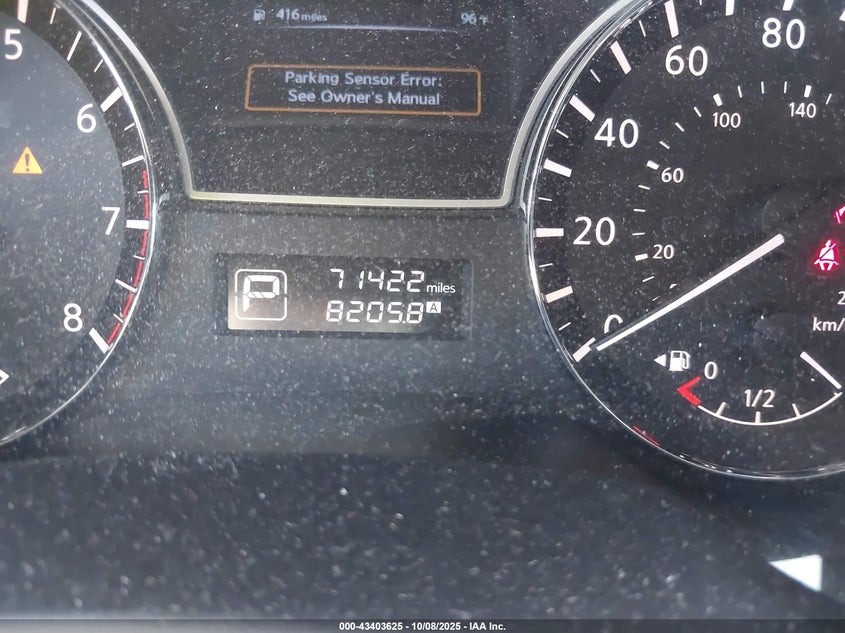 416 miles
96°F
Parking Sensor Error:
See Owner's Manual
5
6
7
8
P
71422 miles
8205.8 A
0
20
40
60
80
20
60
100
140
km/
0
1/2
000-43403625 - 10/08/2025 - IAA Inc.